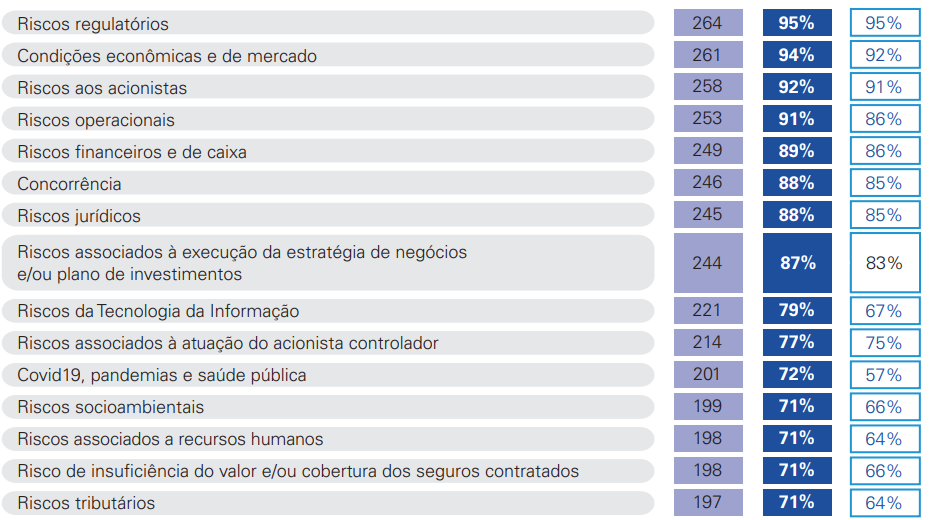 Riscos regulatórios 264 95% 95%
Condições econômicas e de mercado 261 94% 92%
Riscos aos acionistas 258 92% 91%
Riscos operacionais 253 91% 86%
Riscos financeiros e de caixa 249 89% 86%
Concorrência 246 88% 85%
Riscos jurídicos 245 88% 85%
Riscos associados à execução da estratégia de negócios
e/ou plano de investimentos 244 87% 83%
Riscos da Tecnologia da Informação 221 79% 67%
Riscos associados à atuação do acionista controlador 214 77% 75%
Covid19, pandemias e saúde pública 201 72% 57%
Riscos socioambientais 199 71% 66%
Riscos associados a recursos humanos 198 71% 64%
Risco de insuficiência do valor e/ou cobertura dos seguros contratados 198 71% 66%
Riscos tributários 197 71% 64%